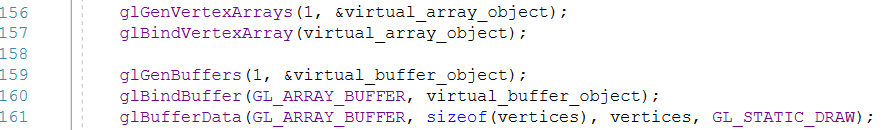 156 glGenVertexArrays(1, &virtual_array_object);
157 glBindVertexArray(virtual_array_object);
158
159 glGenBuffers(1, &virtual_buffer_object);
160 glBindBuffer(GL_ARRAY_BUFFER, virtual_buffer_object);
161 glBufferData(GL_ARRAY_BUFFER, sizeof(vertices), vertices, GL_STATIC_DRAW);